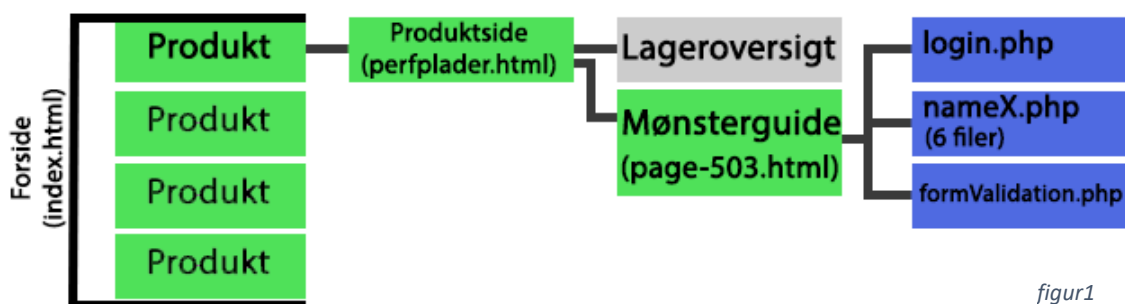 Forside
(index.html)
Produkt
Produkt
Produkt
Produkt
Produktside
(perfplader.html)
Lageroversigt
Mønsterguide
(page-503.html)
login.php
nameX.php
(6 filer)
formValidation.php
figur1